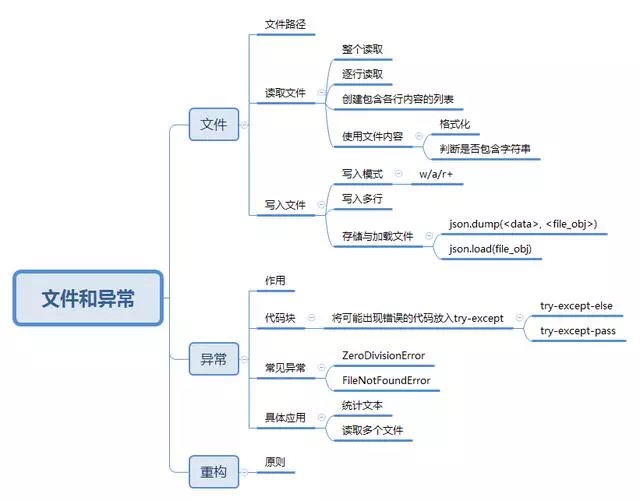 文件和异常
文件
文件路径
读取文件
整个读取
逐行读取
创建包含各行内容的列表
使用文件内容
格式化
判断是否包含字符串
写入文件
写入模式
w/a/r+
写入多行
存储与加载文件
json.dump(<data>, <file_obj>)
json.load(file_obj)
异常
作用
代码块
将可能出现错误的代码放入try-except
try-except-else
try-except-pass
常见异常
ZeroDivisionError
FileNotFoundError
具体应用
统计文本
读取多个文件
重构
原则